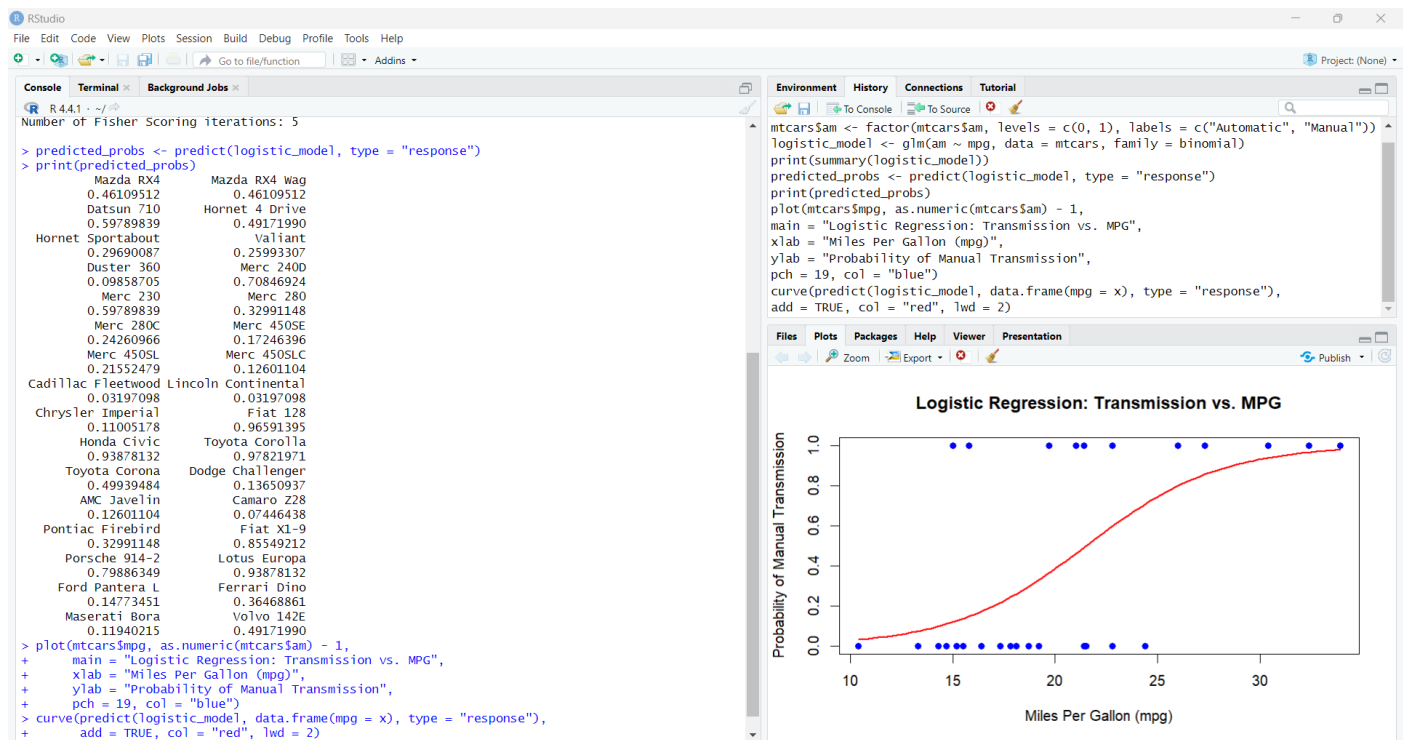 RStudio
File Edit Code View Plots Session Build Debug Profile Tools Help
Go to file/function Addins Project: (None)
Console Terminal Background Jobs
R 4.4.1 · ~/
Number of Fisher Scoring iterations: 5
> predicted_probs <- predict(logistic_model, type = "response")
> print(predicted_probs)
Mazda RX4 Mazda RX4 Wag
0.46109512 0.46109512
Datsun 710 Hornet 4 Drive
0.59789839 0.49171990
Hornet Sportabout Valiant
0.29690087 0.25993307
Duster 360 Merc 240D
0.09858705 0.70846924
Merc 230 Merc 280
0.59789839 0.32991148
Merc 280C Merc 450SE
0.24260966 0.17246396
Merc 450SL Merc 450SLC
0.21552479 0.12601104
Cadillac Fleetwood Lincoln Continental
0.03197098 0.03197098
Chrysler Imperial Fiat 128
0.11005178 0.96591395
Honda Civic Toyota Corolla
0.93878132 0.97821971
Toyota Corona Dodge Challenger
0.49939484 0.13650937
AMC Javelin Camaro Z28
0.12601104 0.07446438
Pontiac Firebird Fiat X1-9
0.32991148 0.85549212
Porsche 914-2 Lotus Europa
0.79886349 0.93878132
Ford Pantera L Ferrari Dino
0.14773451 0.36468861
Maserati Bora Volvo 142E
0.11940215 0.49171990
> plot(mtcars$mpg, as.numeric(mtcars$am) - 1,
+ main = "Logistic Regression: Transmission vs. MPG",
+ xlab = "Miles Per Gallon (mpg)",
+ ylab = "Probability of Manual Transmission",
+ pch = 19, col = "blue")
> curve(predict(logistic_model, data.frame(mpg = x), type = "response"),
+ add = TRUE, col = "red", lwd = 2)
Environment History Connections Tutorial
To Console To Source
mtcars$am <- factor(mtcars$am, levels = c(0, 1), labels = c("Automatic", "Manual"))
logistic_model <- glm(am ~ mpg, data = mtcars, family = binomial)
print(summary(logistic_model))
predicted_probs <- predict(logistic_model, type = "response")
print(predicted_probs)
plot(mtcars$mpg, as.numeric(mtcars$am) - 1,
main = "Logistic Regression: Transmission vs. MPG",
xlab = "Miles Per Gallon (mpg)",
ylab = "Probability of Manual Transmission",
pch = 19, col = "blue")
curve(predict(logistic_model, data.frame(mpg = x), type = "response"),
add = TRUE, col = "red", lwd = 2)
Files Plots Packages Help Viewer Presentation
Zoom Export Publish
Logistic Regression: Transmission vs. MPG
Probability of Manual Transmission
1.0
0.8
0.6
0.4
0.2
0.0
10 15 20 25 30
Miles Per Gallon (mpg)